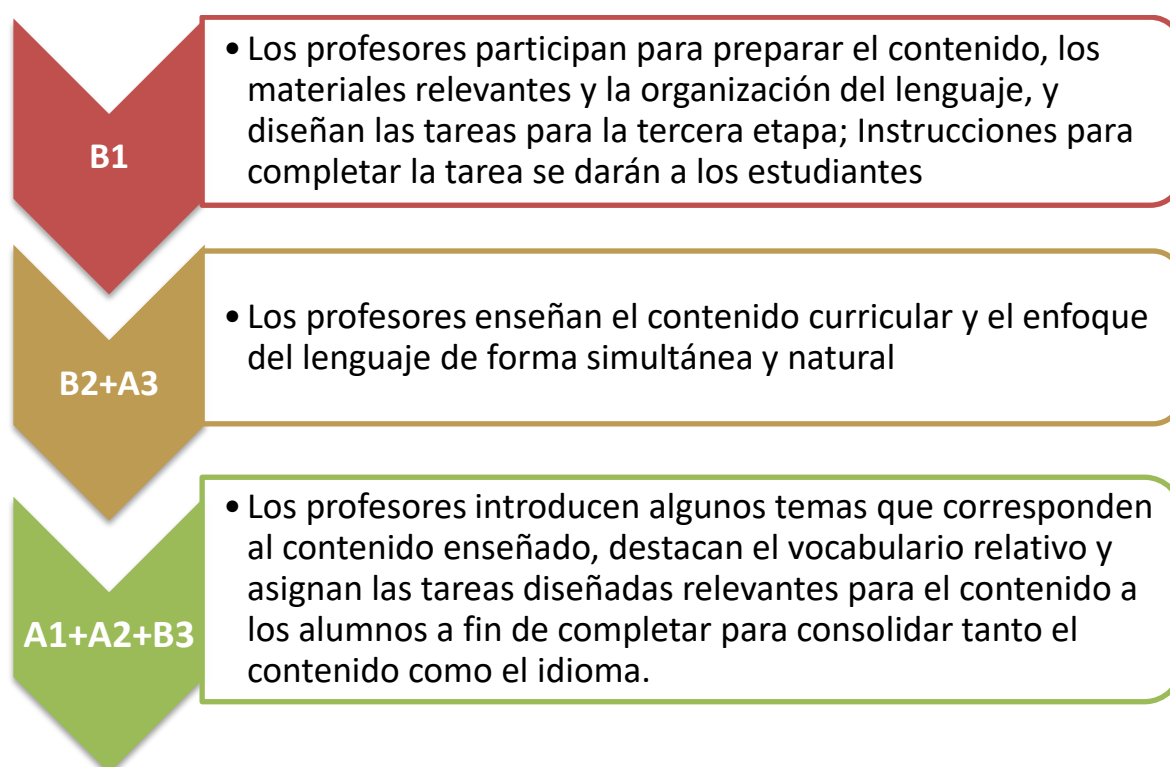 B1
• Los profesores participan para preparar el contenido, los
materiales relevantes y la organización del lenguaje, y
diseñan las tareas para la tercera etapa; Instrucciones para
completar la tarea se darán a los estudiantes
B2+A3
• Los profesores enseñan el contenido curricular y el enfoque
del lenguaje de forma simultánea y natural
A1+A2+B3
• Los profesores introducen algunos temas que corresponden
al contenido enseñado, destacan el vocabulario relativo y
asignan las tareas diseñadas relevantes para el contenido a
los alumnos a fin de completar para consolidar tanto el
contenido como el idioma.